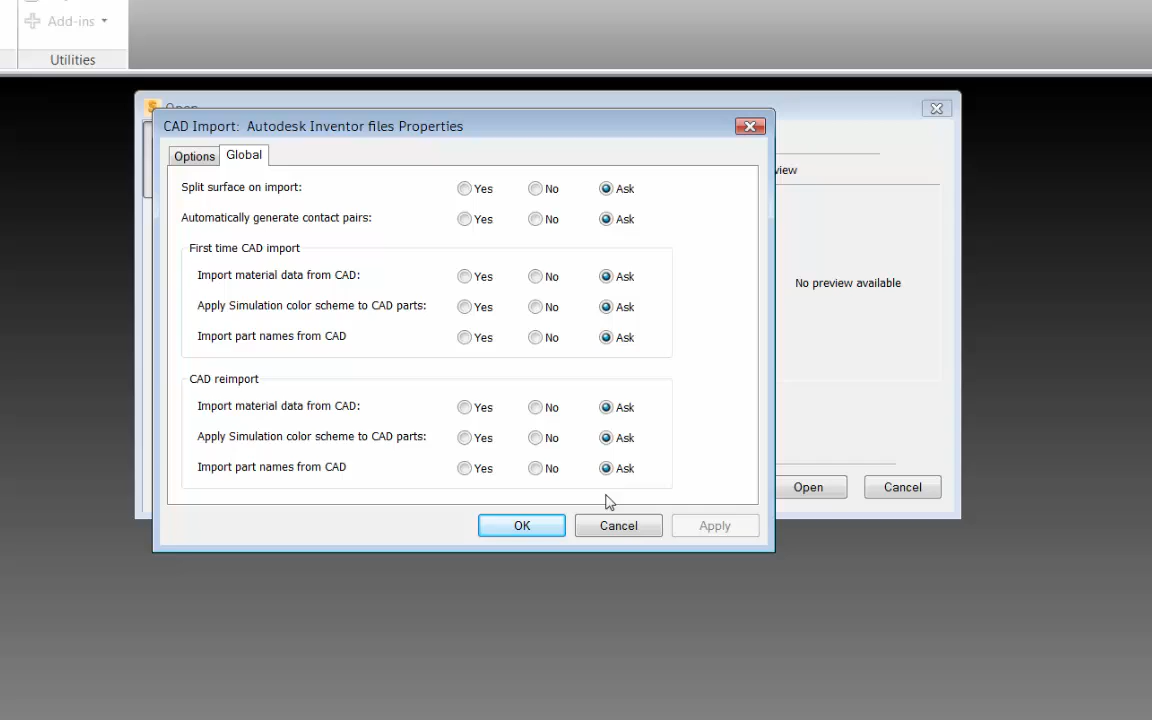 Add-ins
Utilities
Open
CAD Import: Autodesk Inventor files Properties
Options Global
Split surface on import: Yes No Ask
Automatically generate contact pairs: Yes No Ask
First time CAD import
Import material data from CAD: Yes No Ask
Apply Simulation color scheme to CAD parts: Yes No Ask
Import part names from CAD Yes No Ask
CAD reimport
Import material data from CAD: Yes No Ask
Apply Simulation color scheme to CAD parts: Yes No Ask
Import part names from CAD Yes No Ask
OK Cancel Apply
view
No preview available
Open Cancel